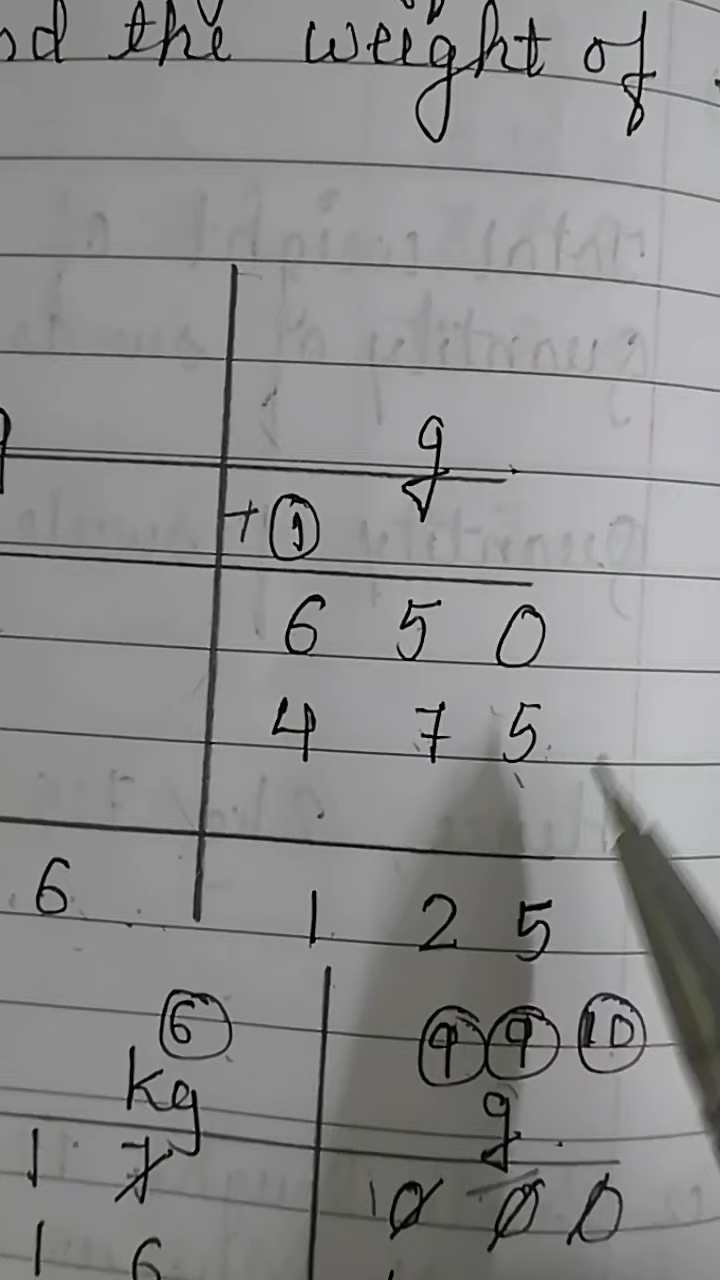 the weight of
g
+ 1
6 5 0
4 7 5
6 1 2 5
6 9 9 10
kg g
1 7 0 0 0
1 6